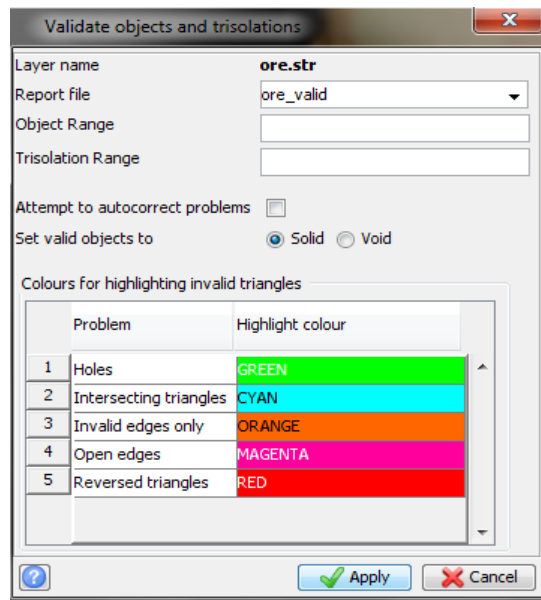 Validate objects and trisolations
Layer name ore.str
Report file ore_valid
Object Range
Trisolation Range
Attempt to autocorrect problems
Set valid objects to Solid Void
Colours for highlighting invalid triangles
Problem Highlight colour
1 Holes GREEN
2 Intersecting triangles CYAN
3 Invalid edges only ORANGE
4 Open edges MAGENTA
5 Reversed triangles RED
? Apply Cancel